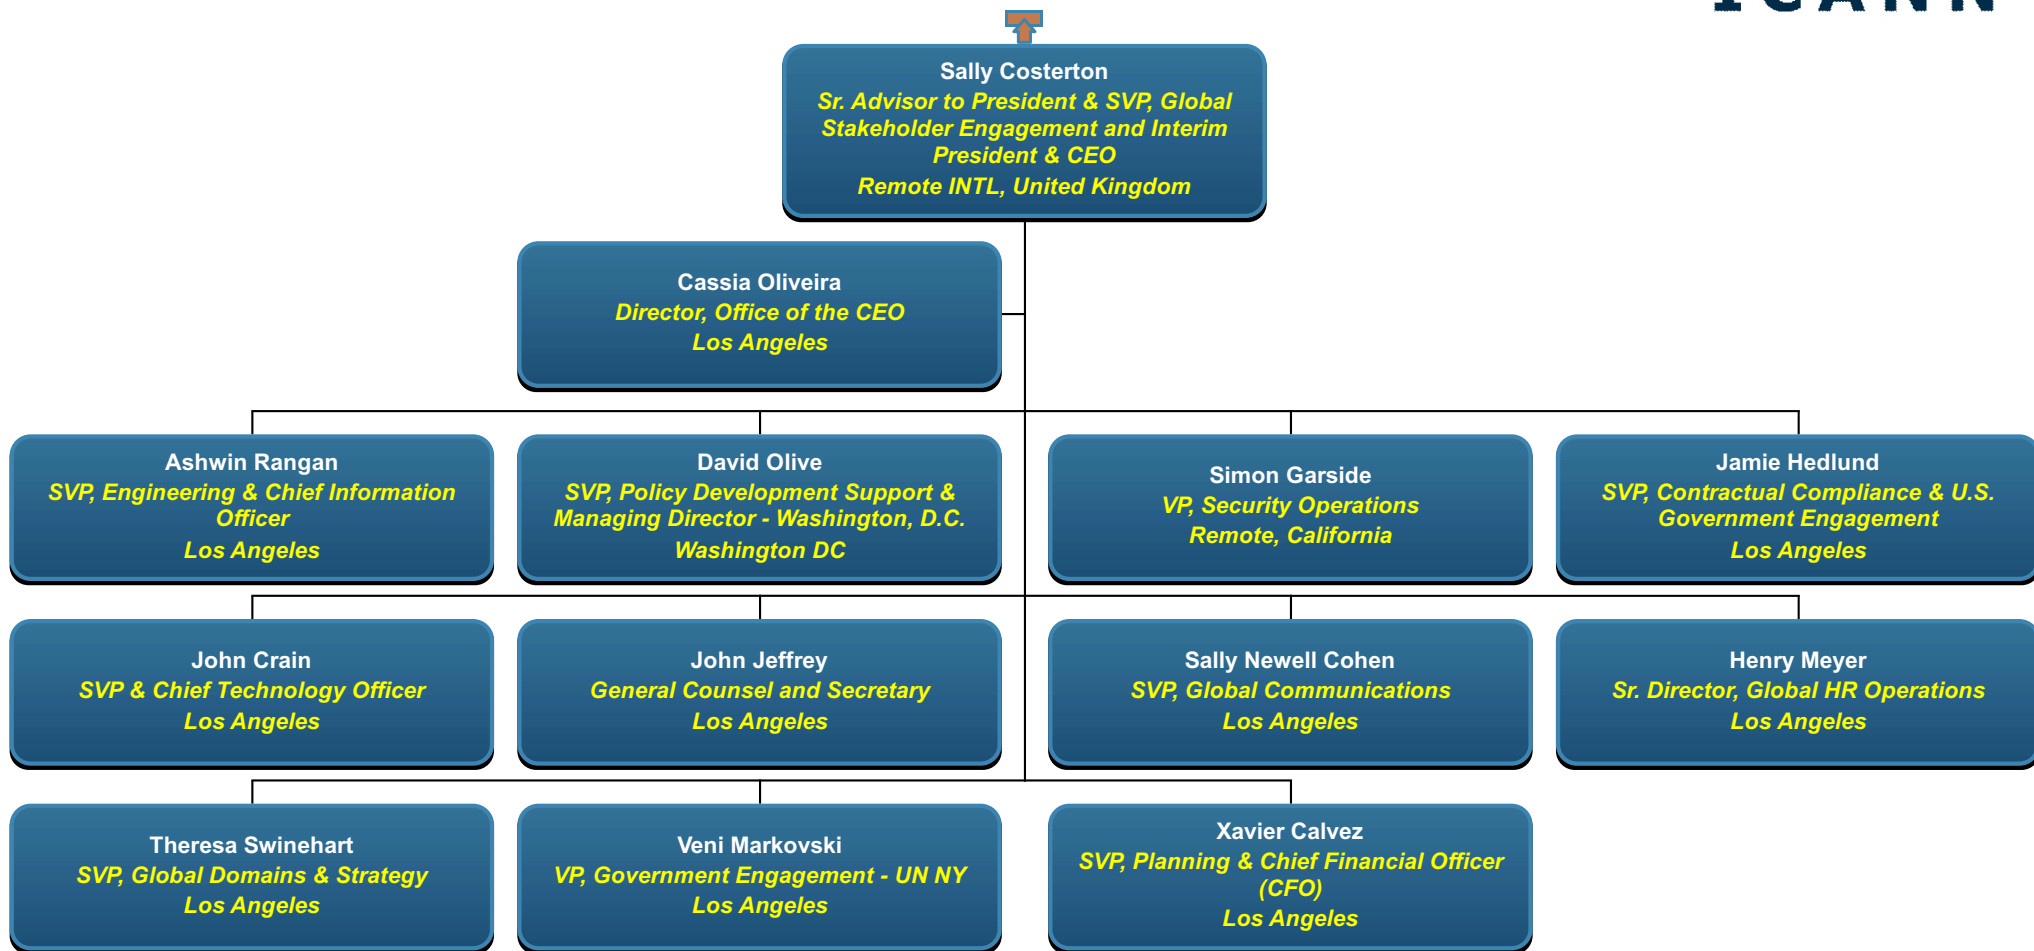 ICANN
Sally Costerton
Sr. Advisor to President & SVP, Global
Stakeholder Engagement and Interim
President & CEO
Remote INTL, United Kingdom
Cassia Oliveira
Director, Office of the CEO
Los Angeles
Ashwin Rangan
SVP, Engineering & Chief Information
Officer
Los Angeles
David Olive
SVP, Policy Development Support &
Managing Director - Washington, D.C.
Washington DC
Simon Garside
VP, Security Operations
Remote, California
Jamie Hedlund
SVP, Contractual Compliance & U.S.
Government Engagement
Los Angeles
John Crain
SVP & Chief Technology Officer
Los Angeles
John Jeffrey
General Counsel and Secretary
Los Angeles
Sally Newell Cohen
SVP, Global Communications
Los Angeles
Henry Meyer
Sr. Director, Global HR Operations
Los Angeles
Theresa Swinehart
SVP, Global Domains & Strategy
Los Angeles
Veni Markovski
VP, Government Engagement - UN NY
Los Angeles
Xavier Calvez
SVP, Planning & Chief Financial Officer
(CFO)
Los Angeles